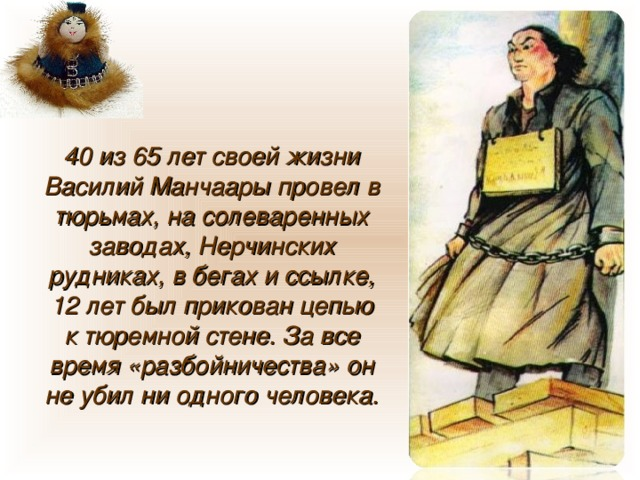 40 из 65 лет своей жизни
Василий Манчаары провел в
тюрьмах, на солеваренных
заводах, Нерчинских
рудниках, в бегах и ссылке,
12 лет был прикован цепью
к тюремной стене. За все
время «разбойничества» он
не убил ни одного человека.